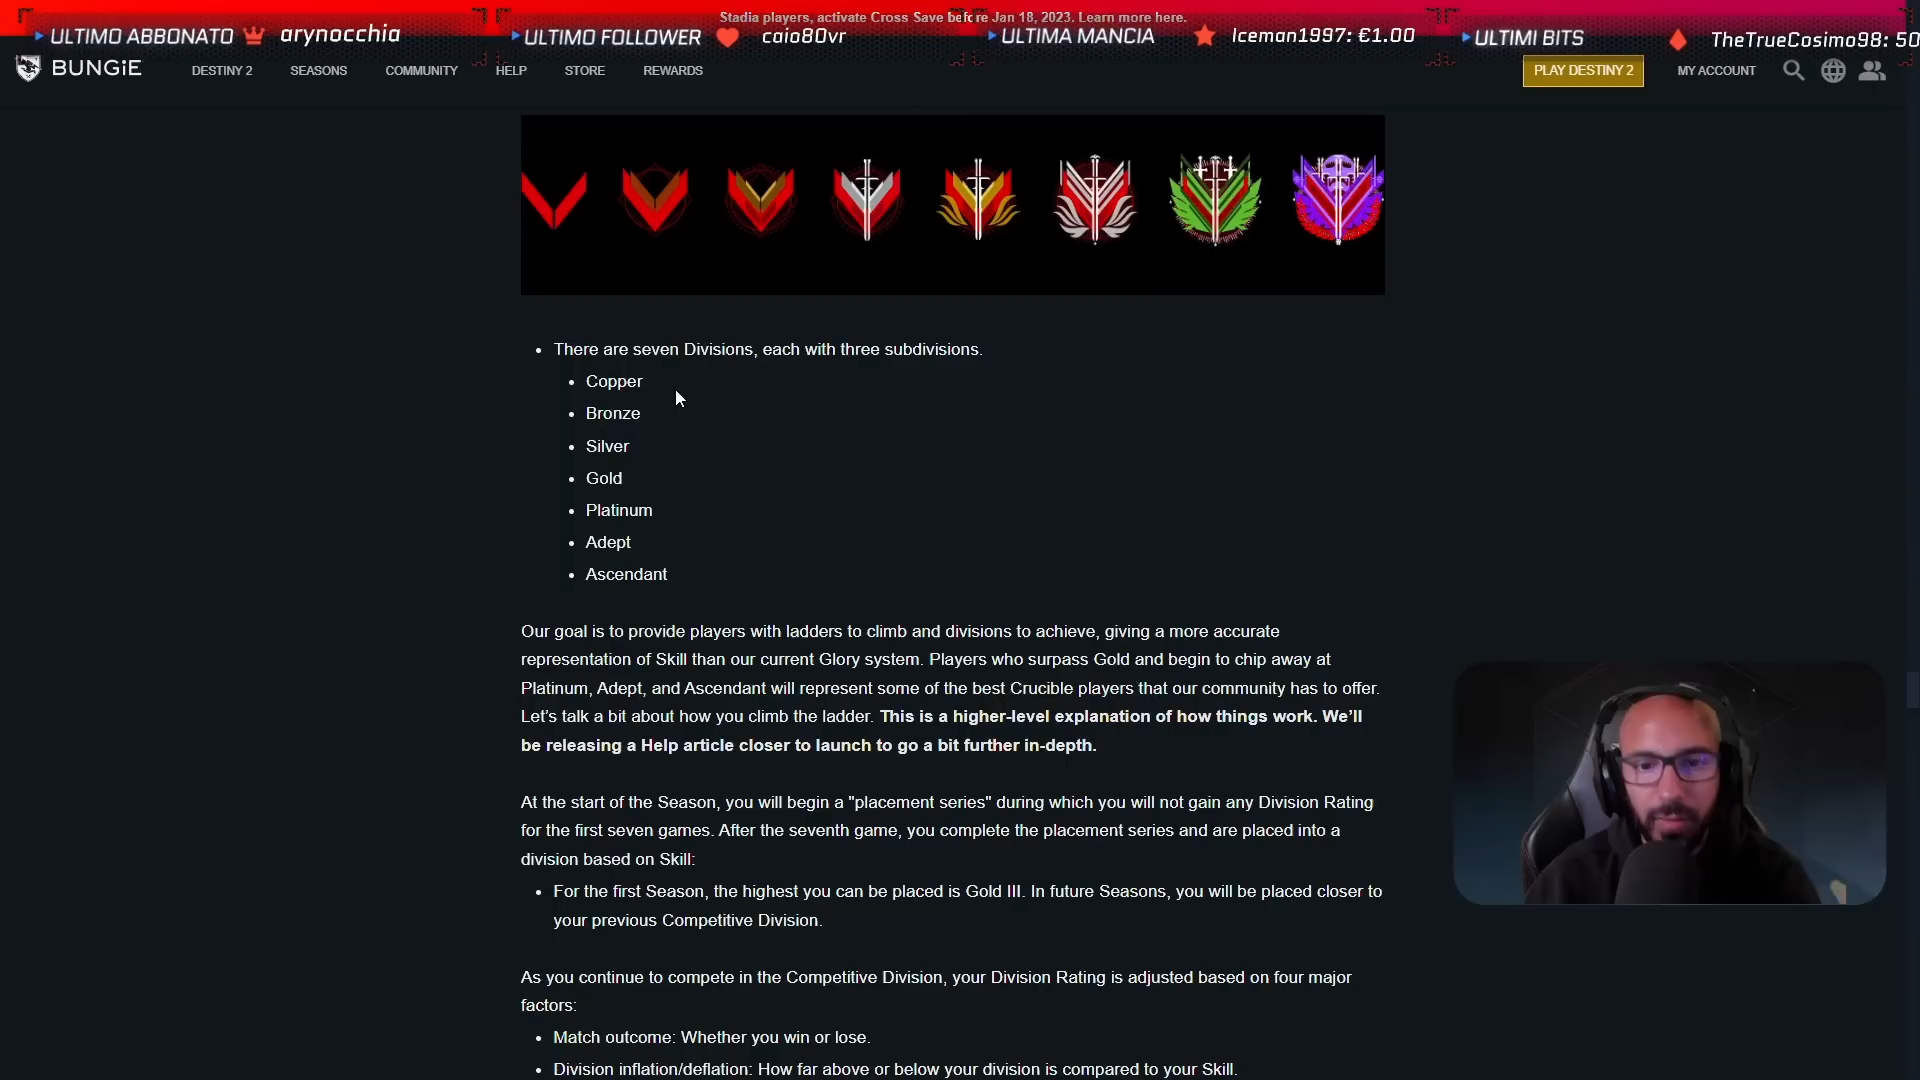 Stadia players, activate Cross Save before Jan 18, 2023. Learn more here.
ULTIMO ABBONATO arynocchia ULTIMO FOLLOWER caio80vr ULTIMA MANCIA Iceman1997: €1.00 ULTIMI BITS TheTrueCosimo98: 50
BUNGiE DESTINY 2 SEASONS COMMUNITY HELP STORE REWARDS PLAY DESTINY 2 MY ACCOUNT
• There are seven Divisions, each with three subdivisions.
• Copper
• Bronze
• Silver
• Gold
• Platinum
• Adept
• Ascendant
Our goal is to provide players with ladders to climb and divisions to achieve, giving a more accurate
representation of Skill than our current Glory system. Players who surpass Gold and begin to chip away at
Platinum, Adept, and Ascendant will represent some of the best Crucible players that our community has to offer.
Let's talk a bit about how you climb the ladder. This is a higher-level explanation of how things work. We'll
be releasing a Help article closer to launch to go a bit further in-depth.
At the start of the Season, you will begin a "placement series" during which you will not gain any Division Rating
for the first seven games. After the seventh game, you complete the placement series and are placed into a
division based on Skill:
• For the first Season, the highest you can be placed is Gold III. In future Seasons, you will be placed closer to
your previous Competitive Division.
As you continue to compete in the Competitive Division, your Division Rating is adjusted based on four major
factors:
• Match outcome: Whether you win or lose.
• Division inflation/deflation: How far above or below your division is compared to your Skill.